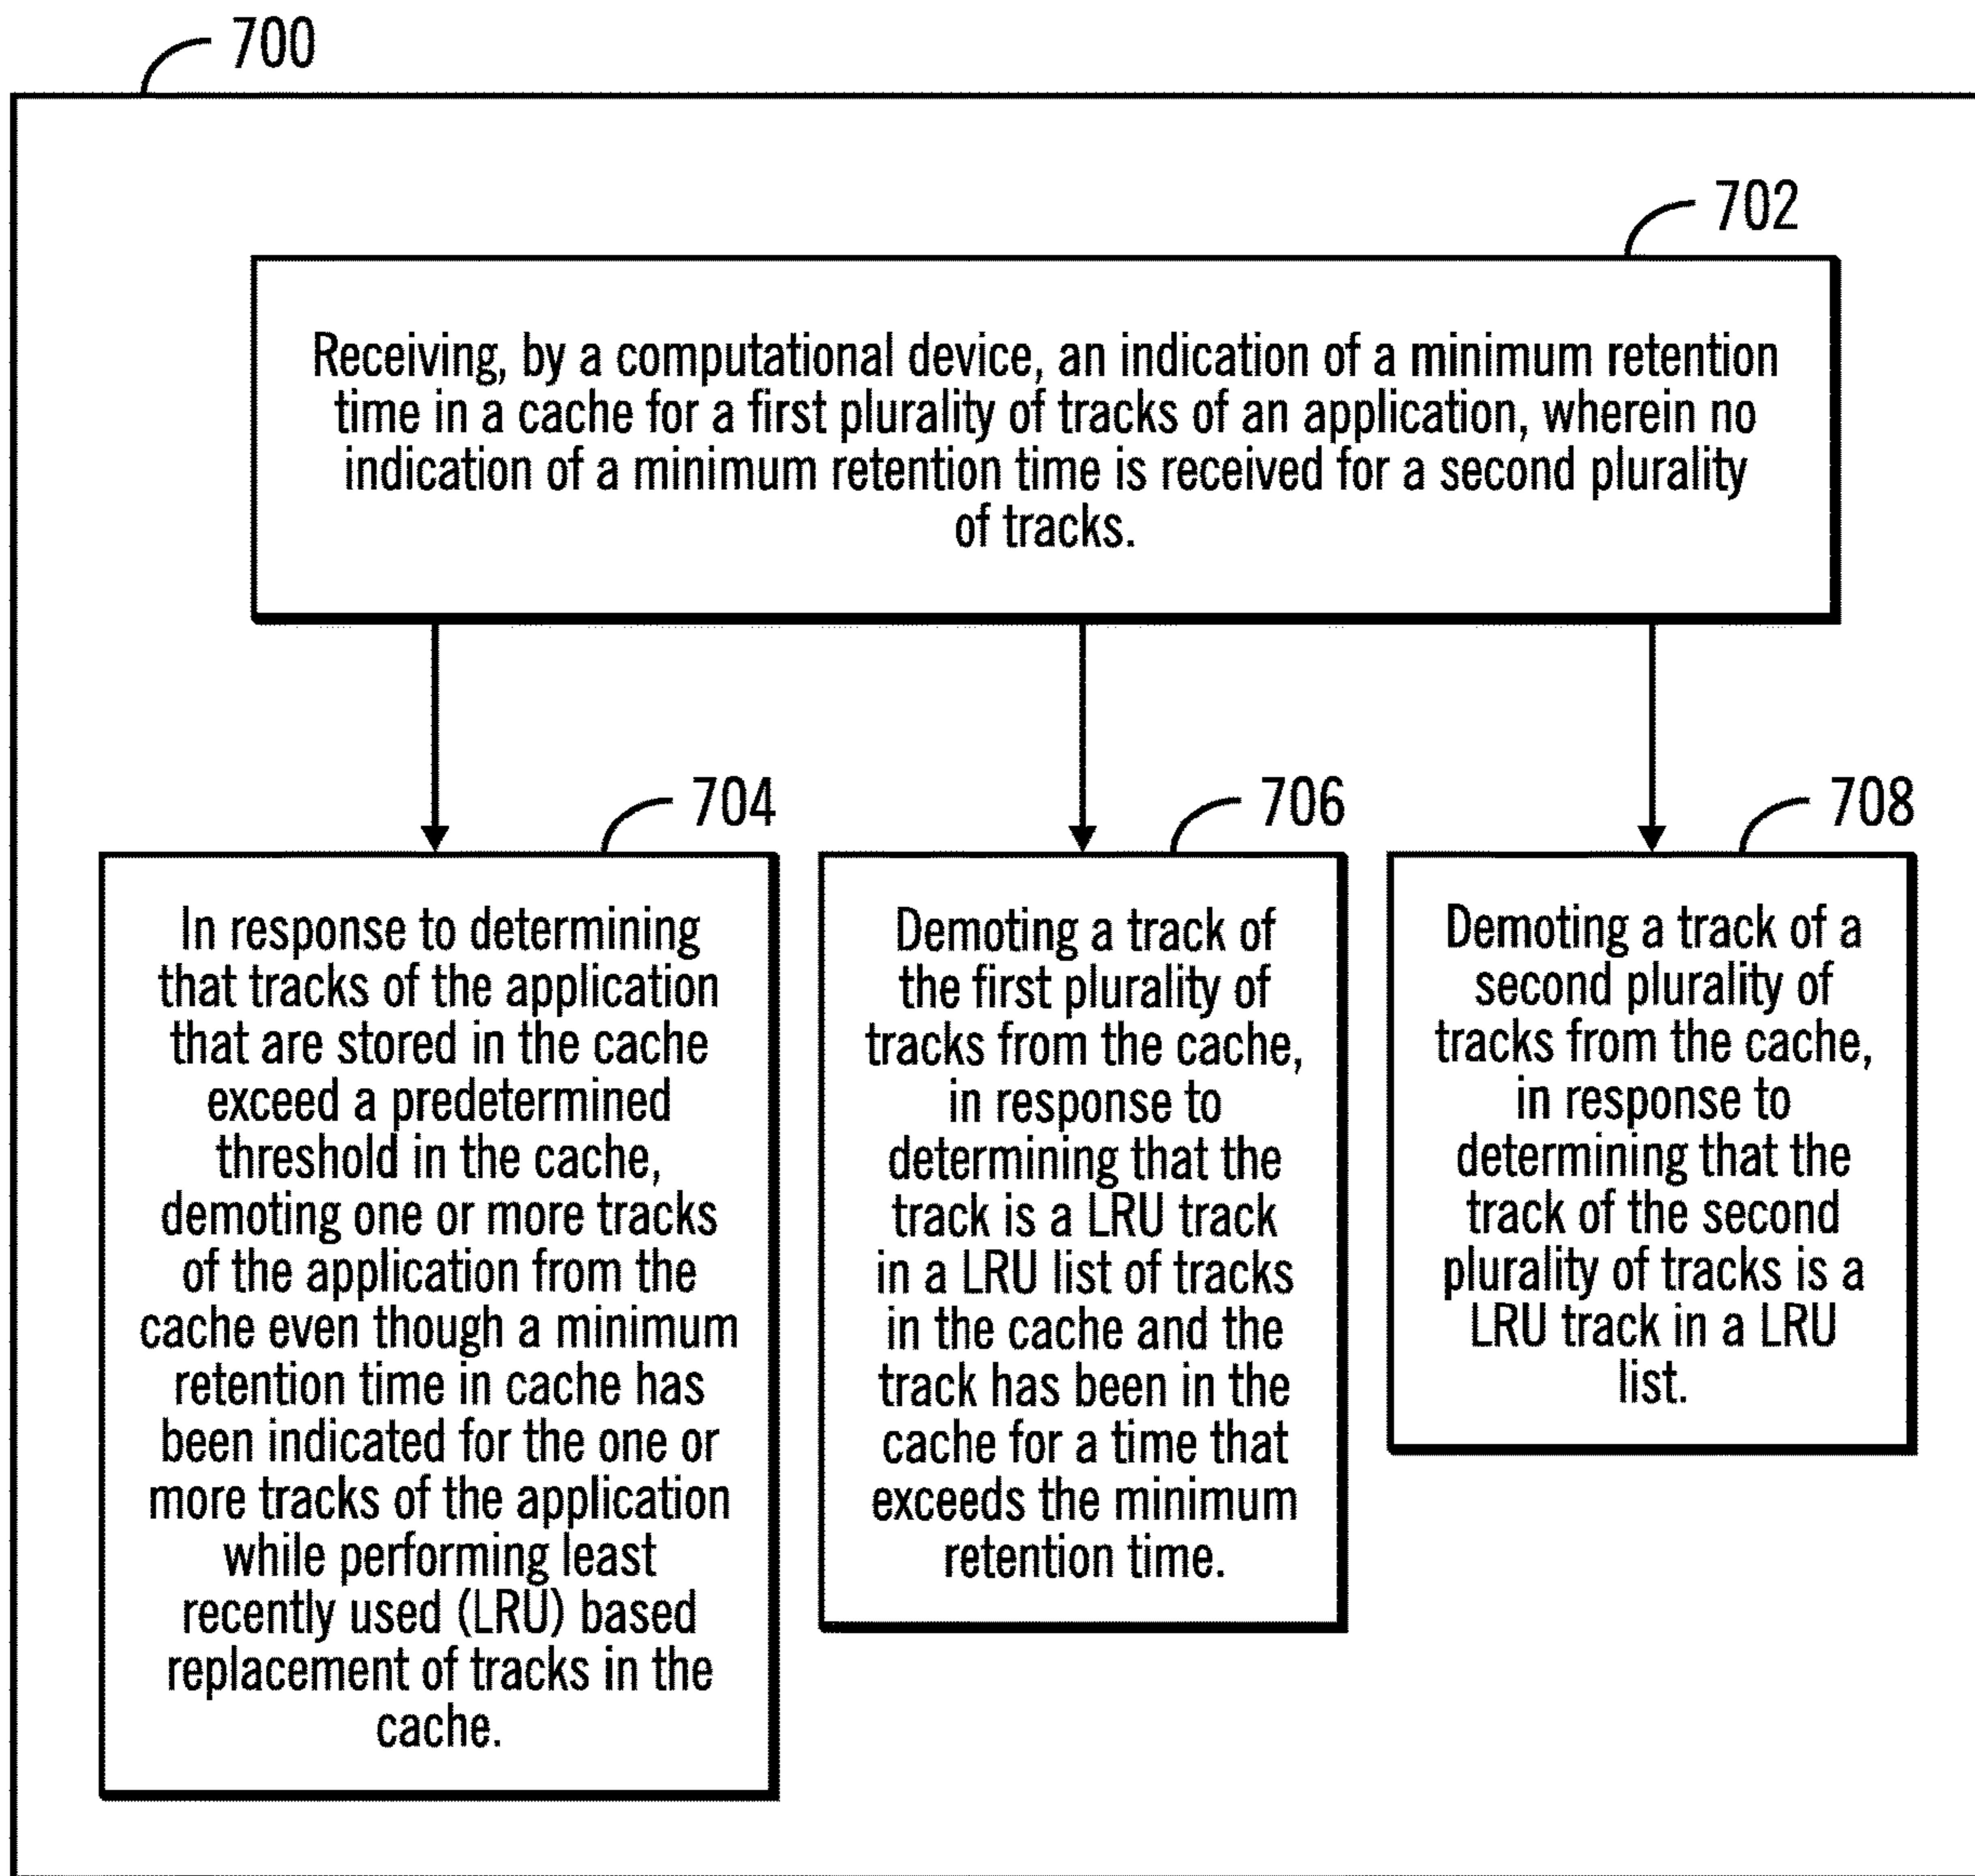 700
702
Receiving, by a computational device, an indication of a minimum retention
time in a cache for a first plurality of tracks of an application, wherein no
indication of a minimum retention time is received for a second plurality
of tracks.
704
In response to determining
that tracks of the application
that are stored in the cache
exceed a predetermined
threshold in the cache,
demoting one or more tracks
of the application from the
cache even though a minimum
retention time in cache has
been indicated for the one or
more tracks of the application
while performing least
recently used (LRU) based
replacement of tracks in the
cache.
706
Demoting a track of
the first plurality of
tracks from the cache,
in response to
determining that the
track is a LRU track
in a LRU list of tracks
in the cache and the
track has been in the
cache for a time that
exceeds the minimum
retention time.
708
Demoting a track of a
second plurality of
tracks from the cache,
in response to
determining that the
track of the second
plurality of tracks is a
LRU track in a LRU
list.